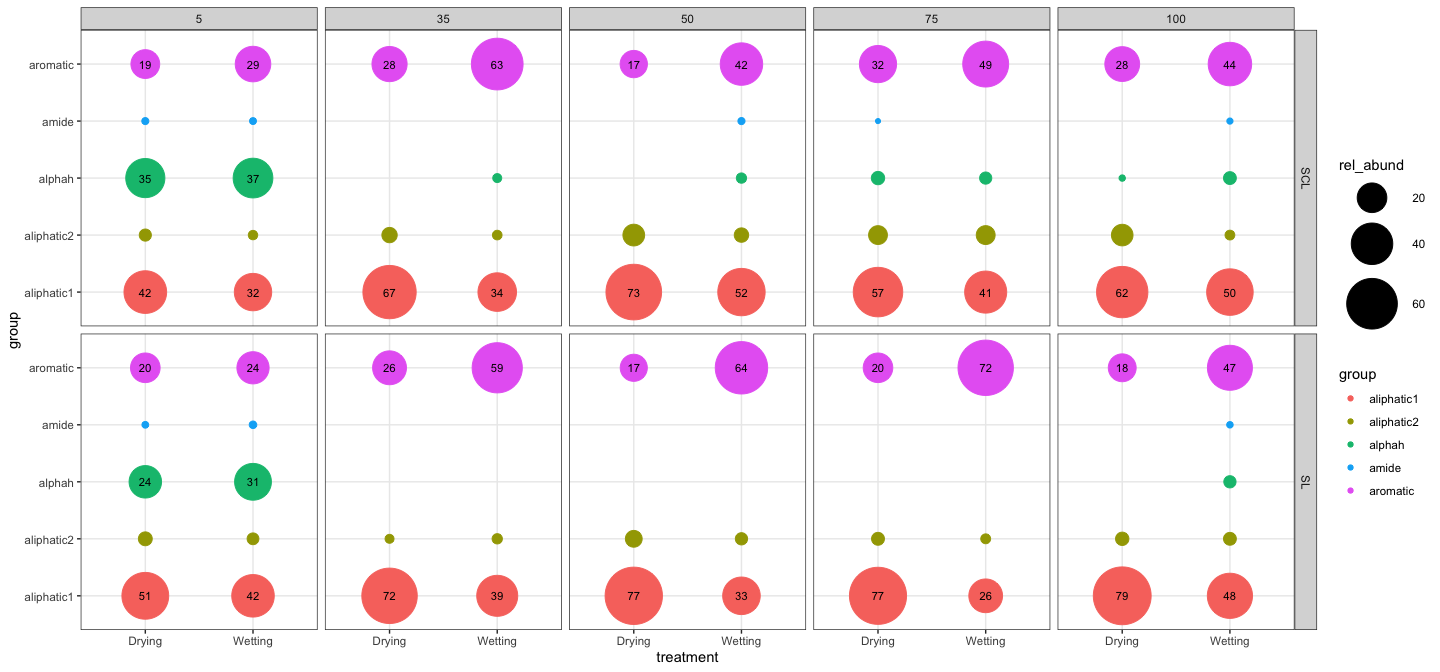 5 35 50 75 100
aromatic 19 29 28 63 17 42 32 49 28 44
amide
alphah 35 37
aliphatic2
aliphatic1 42 32 67 34 73 52 57 41 62 50
SCL
aromatic 20 24 26 59 17 64 20 72 18 47
amide
alphah 24 31
aliphatic2
aliphatic1 51 42 72 39 77 33 77 26 79 48
SL
Drying Wetting Drying Wetting Drying Wetting Drying Wetting Drying Wetting
treatment
group
rel_abund
20
40
60
group
aliphatic1
aliphatic2
alphah
amide
aromatic